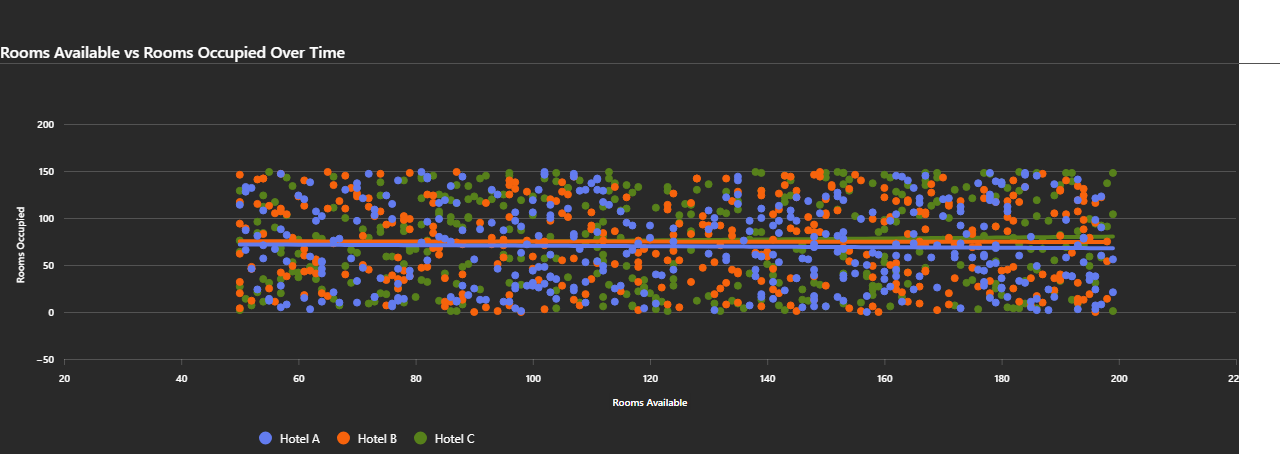 Rooms Available vs Rooms Occupied Over Time
200
150
100
50
0
−50
Rooms Occupied
20 40 60 80 100 120 140 160 180 200 22
Rooms Available
Hotel A Hotel B Hotel C